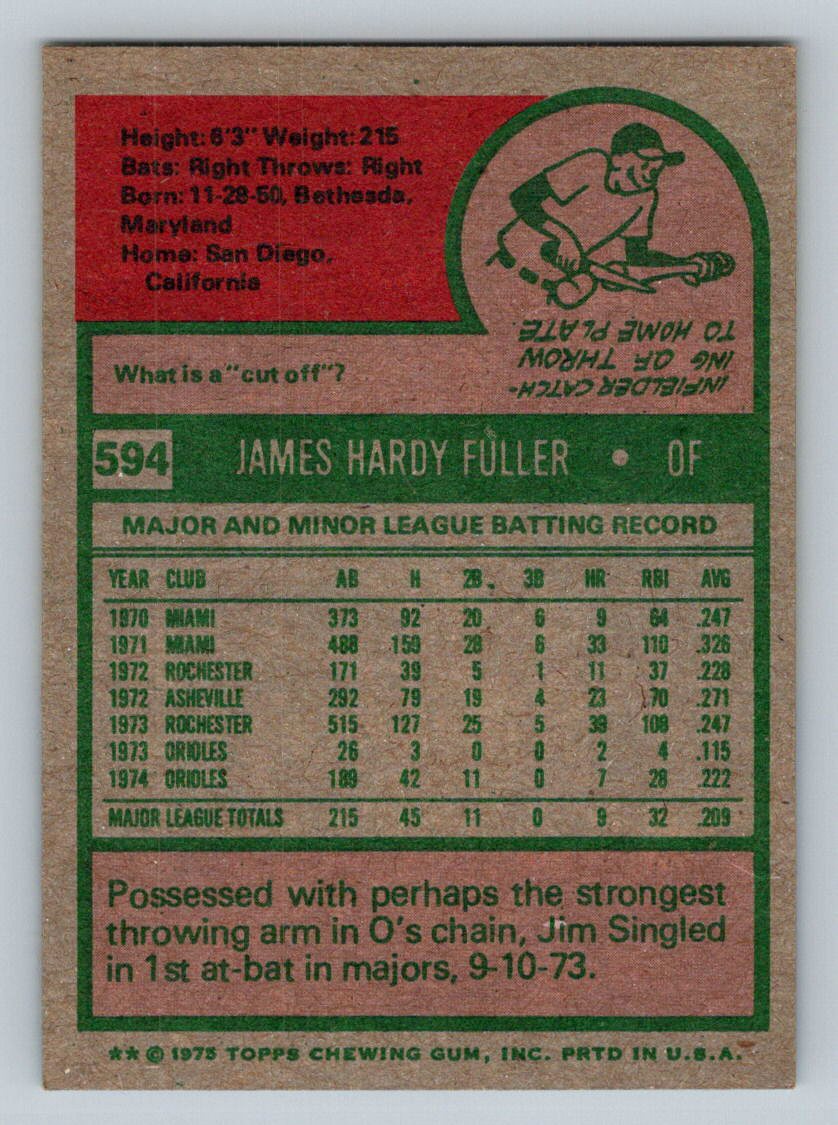 Height: 6'3" Weight: 215
Bats: Right Throws: Right
Born: 11-28-50, Bethesda,
Maryland
Home: San Diego,
California
What is a "cut off"?
INFIELDER CATCH-
ING OF THROW
TO HOME PLATE
594 JAMES HARDY FULLER • OF
MAJOR AND MINOR LEAGUE BATTING RECORD
YEAR CLUB AB H 2B. 3B HR RBI AVG
1970 MIAMI 373 92 20 6 9 64 .247
1971 MIAMI 488 159 28 6 33 110 .326
1972 ROCHESTER 171 39 5 1 11 37 .228
1972 ASHEVILLE 292 79 19 4 23 70 .271
1973 ROCHESTER 515 127 25 5 39 108 .247
1973 ORIOLES 26 3 0 0 2 4 .115
1974 ORIOLES 189 42 11 0 7 28 .222
MAJOR LEAGUE TOTALS 215 45 11 0 9 32 .209
Possessed with perhaps the strongest
throwing arm in O's chain, Jim Singled
in 1st at-bat in majors, 9-10-73.
** © 1975 TOPPS CHEWING GUM, INC. PRTD IN U.S.A.